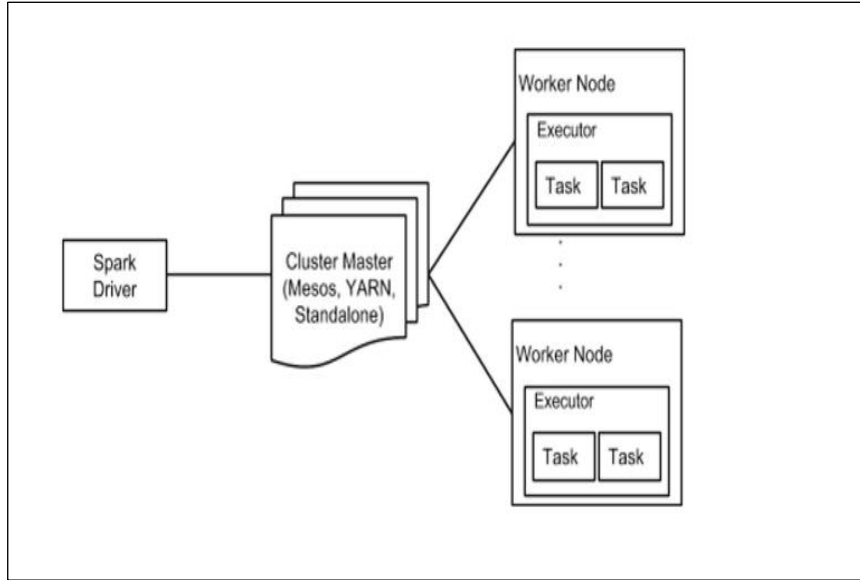 Spark
Driver
Cluster Master
(Mesos, YARN,
Standalone)
Worker Node
Executor
Task Task
Worker Node
Executor
Task Task